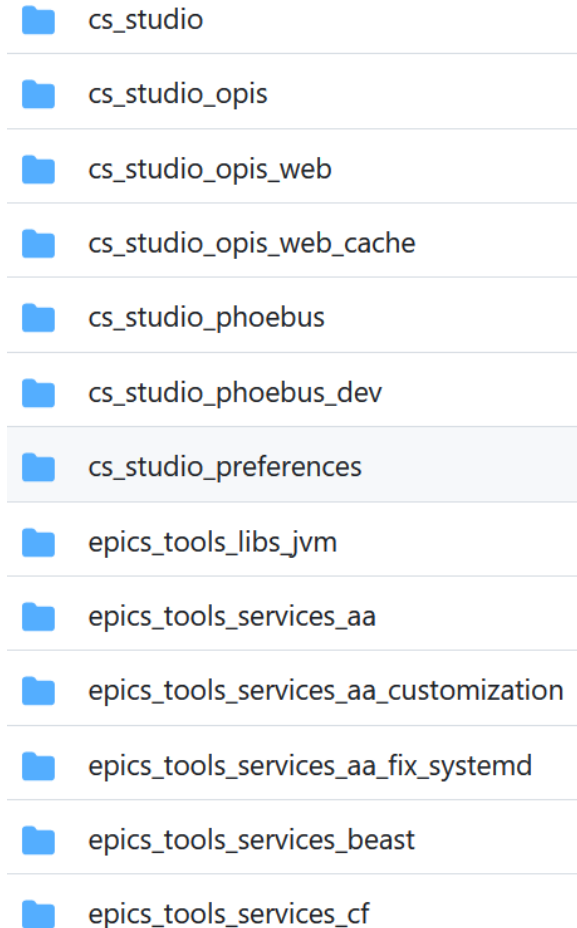 cs_studio
cs_studio_opis
cs_studio_opis_web
cs_studio_opis_web_cache
cs_studio_phoebus
cs_studio_phoebus_dev
cs_studio_preferences
epics_tools_libs_jvm
epics_tools_services_aa
epics_tools_services_aa_customization
epics_tools_services_aa_fix_systemd
epics_tools_services_beast
epics_tools_services_cf